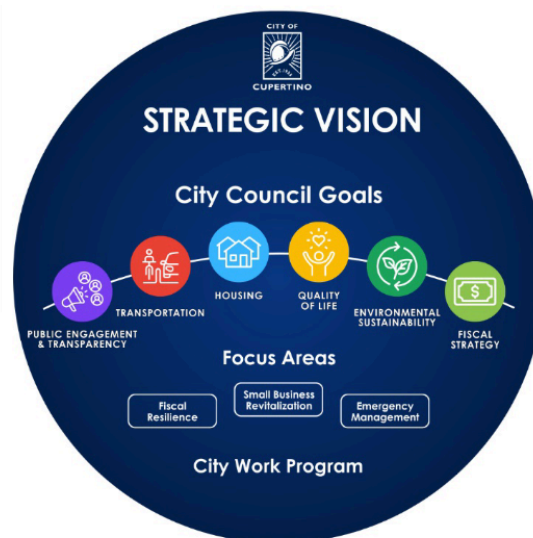 CITY OF
CUPERTINO
STRATEGIC VISION
City Council Goals
PUBLIC ENGAGEMENT
& TRANSPARENCY
TRANSPORTATION
HOUSING
QUALITY
OF LIFE
ENVIRONMENTAL
SUSTAINABILITY
$
FISCAL
STRATEGY
Focus Areas
Fiscal
Resilience
Small Business
Revitalization
Emergency
Management
City Work Program